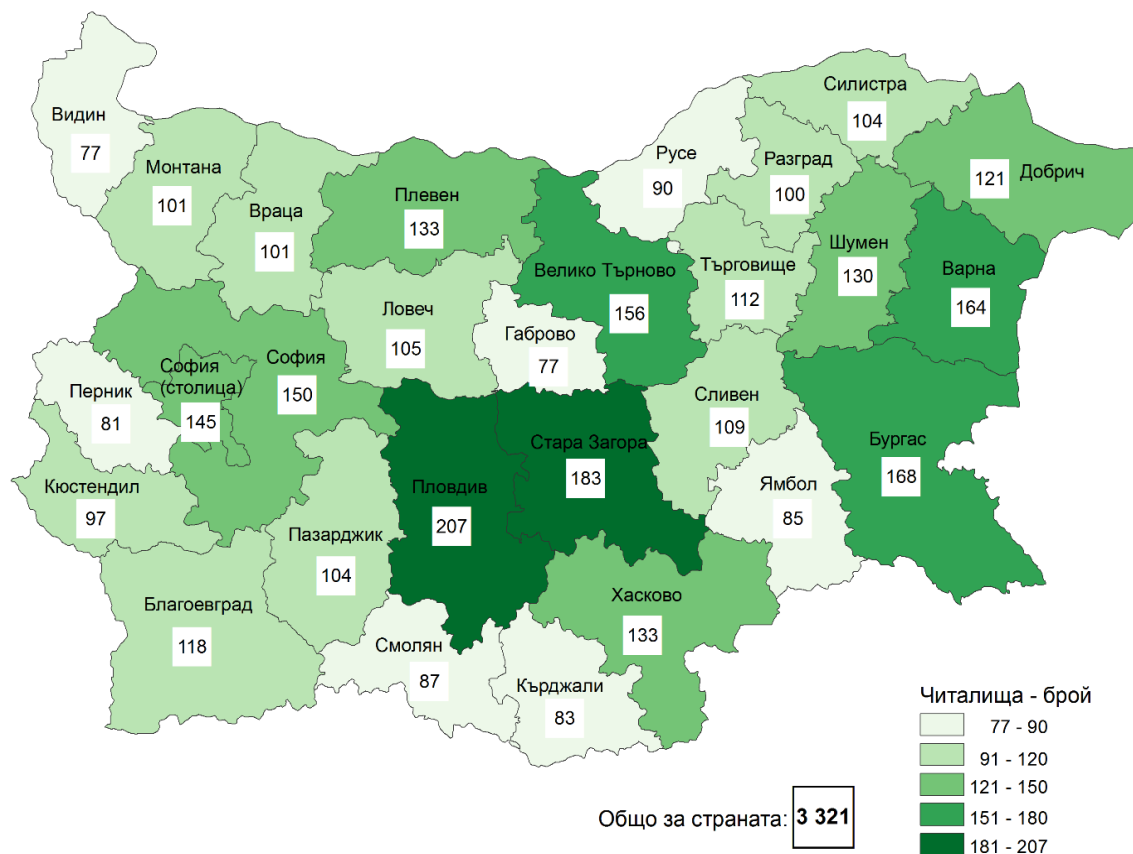 Силистра
104
Видин
77
Русе
90
Разград
100
Добрич
121
Монтана
101
Плевен
133
Враца
101
Шумен
130
Варна
164
Велико Търново
156
Търговище
112
Ловеч
105
Габрово
77
София
(столица)
145
София
150
Перник
81
Сливен
109
Стара Загора
183
Бургас
168
Кюстендил
97
Пловдив
207
Ямбол
85
Пазарджик
104
Благоевград
118
Хасково
133
Смолян
87
Кърджали
83
Читалища - брой
77 - 90
91 - 120
121 - 150
151 - 180
181 - 207
Общо за страната: 3 321